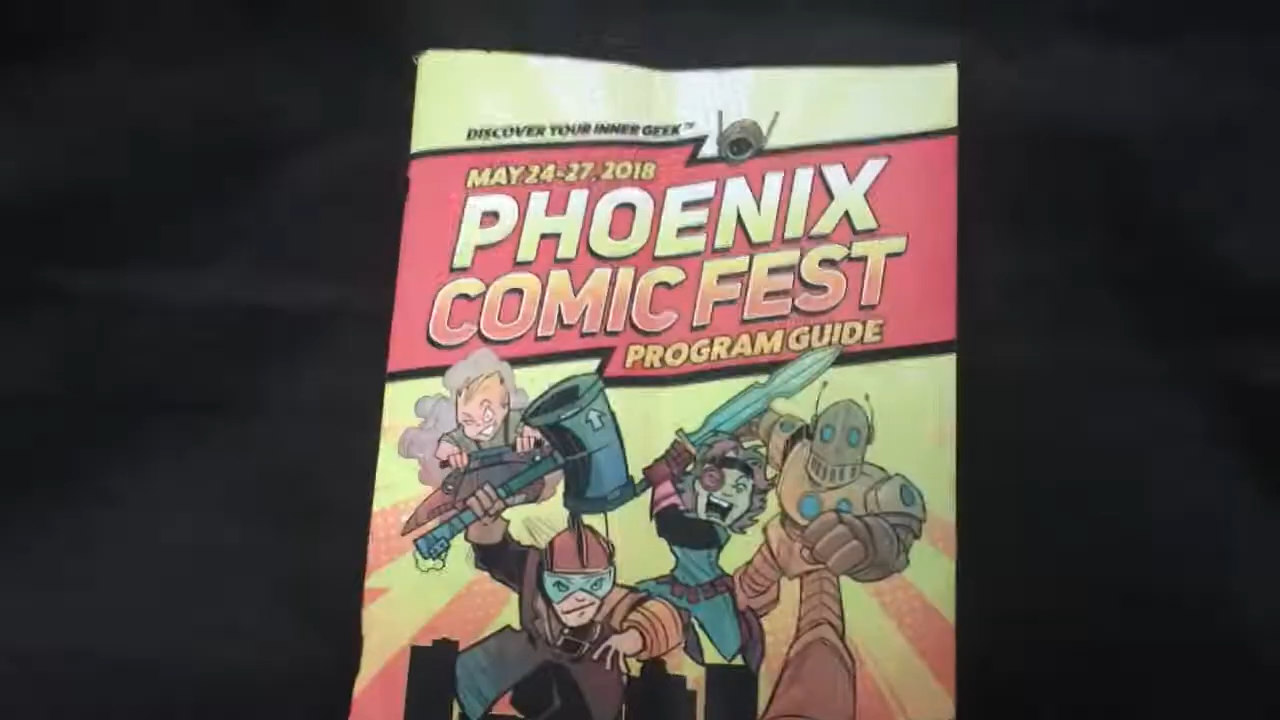 DISCOVER YOUR INNER GEEK™
MAY 24-27, 2018
PHOENIX
COMIC FEST
PROGRAM GUIDE